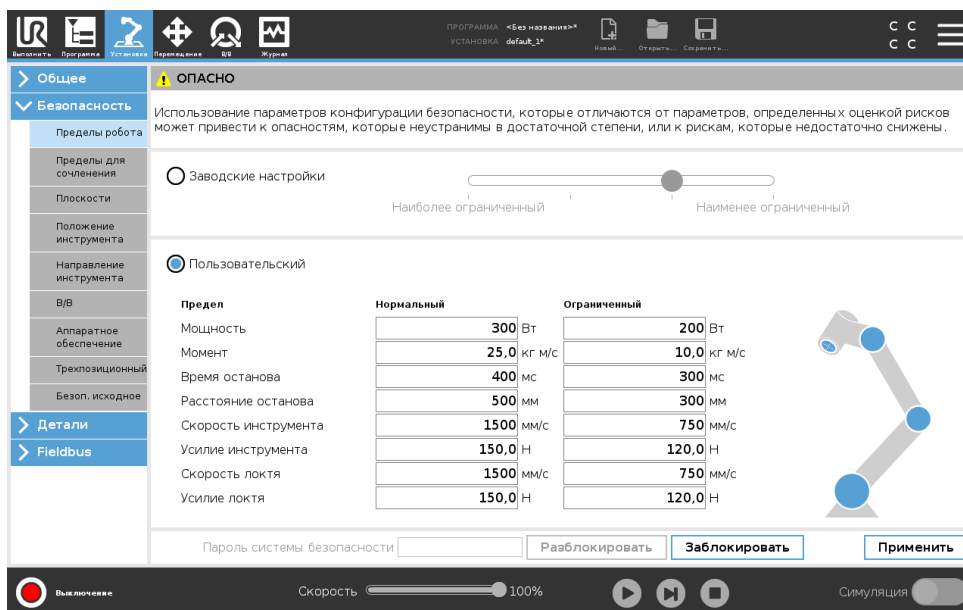 UR
ПРОГРАММА <Без названия>*
УСТАНОВКА default_1*
Выполнить Программа Установка Перемещение В/В Журнал
Новый... Открыть... Сохранить...
C C
C C
Общее
Безопасность
Пределы робота
Пределы для
сочленения
Плоскости
Положение
инструмента
Направление
инструмента
В/В
Аппаратное
обеспечение
Трехпозиционный
Безоп. исходное
Детали
Fieldbus
ОПАСНО
Использование параметров конфигурации безопасности, которые отличаются от параметров, определенных оценкой рисков
может привести к опасностям, которые неустранимы в достаточной степени, или к рискам, которые недостаточно снижены.
Заводские настройки
Наиболее ограниченный Наименее ограниченный
Пользовательский
Предел Нормальный Ограниченный
Мощность 300 Вт 200 Вт
Момент 25,0 кг м/с 10,0 кг м/с
Время останова 400 мс 300 мс
Расстояние останова 500 мм 300 мм
Скорость инструмента 1500 мм/с 750 мм/с
Усилие инструмента 150,0 Н 120,0 Н
Скорость локтя 1500 мм/с 750 мм/с
Усилие локтя 150,0 Н 120,0 Н
Пароль системы безопасности Разблокировать Заблокировать Применить
Выключение Скорость 100% Симуляция